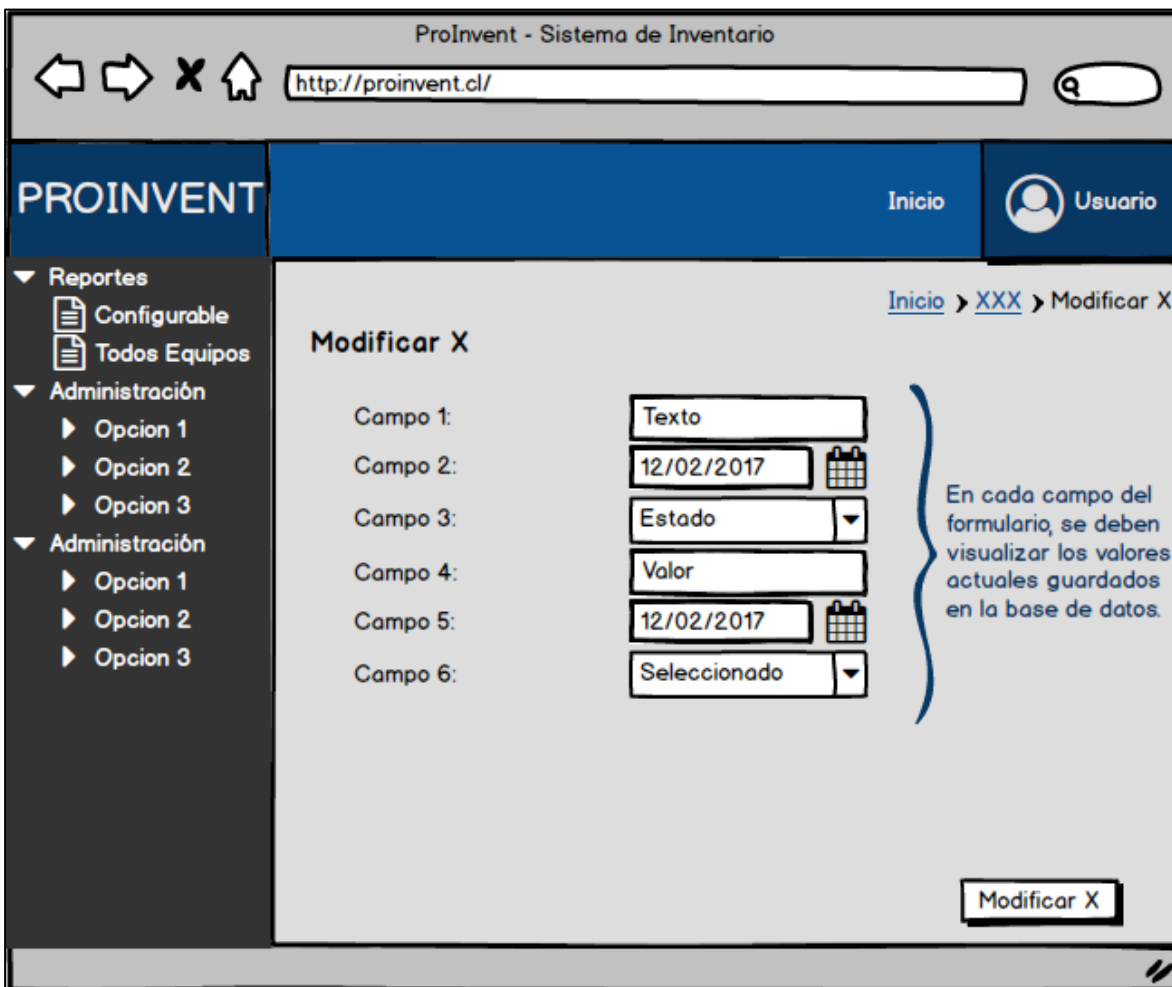 ProInvent - Sistema de Inventario
http://proinvent.cl/
PROINVENT
Inicio
Usuario
Reportes
Configurable
Todos Equipos
Administración
Opcion 1
Opcion 2
Opcion 3
Administración
Opcion 1
Opcion 2
Opcion 3
Inicio XXX Modificar X
Modificar X
Campo 1: Texto
Campo 2: 12/02/2017
Campo 3: Estado
Campo 4: Valor
Campo 5: 12/02/2017
Campo 6: Seleccionado
En cada campo del
formulario, se deben
visualizar los valores
actuales guardados
en la base de datos.
Modificar X